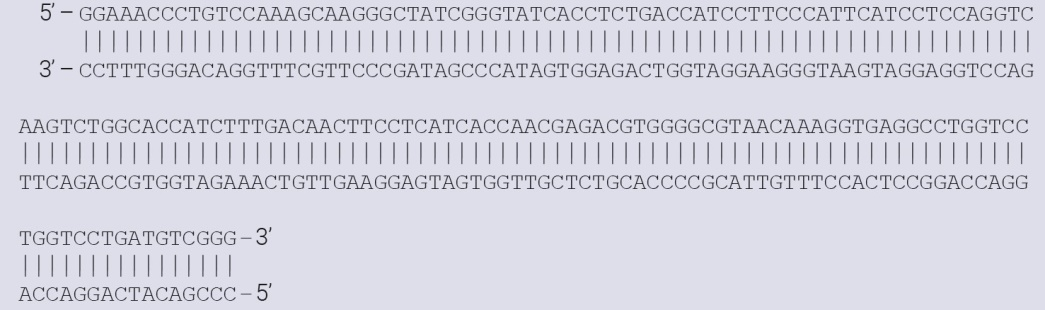 5’ – GGAAACCCTGTCCAAAGCAAGGGCTATCGGGTATCACCTCTGACCATCCTTCCCATTCATCCTCCAGGTC
3’ – CCTTTGGGACAGGTTTCGTTCCCGATAGCCCATAGTGGAGACTGGTAGGAAGGGTAAGTAGGAGGTCCAG
AAGTCTGGCACCATCTTTGACAACTTCCTCATCACCAACGAGACGTGGGGCGTAACAAAGGTGAGGCCTGGTCC
TTCAGACCGTGGTAGAAACTGTTGAAGGAGTAGTGGTTGCTCTGCACCCCGCATTGTTTCCACTCCGGACCAGG
TGGTCCTGATGTCGGG – 3’
ACCAGGACTACAGCCC – 5’